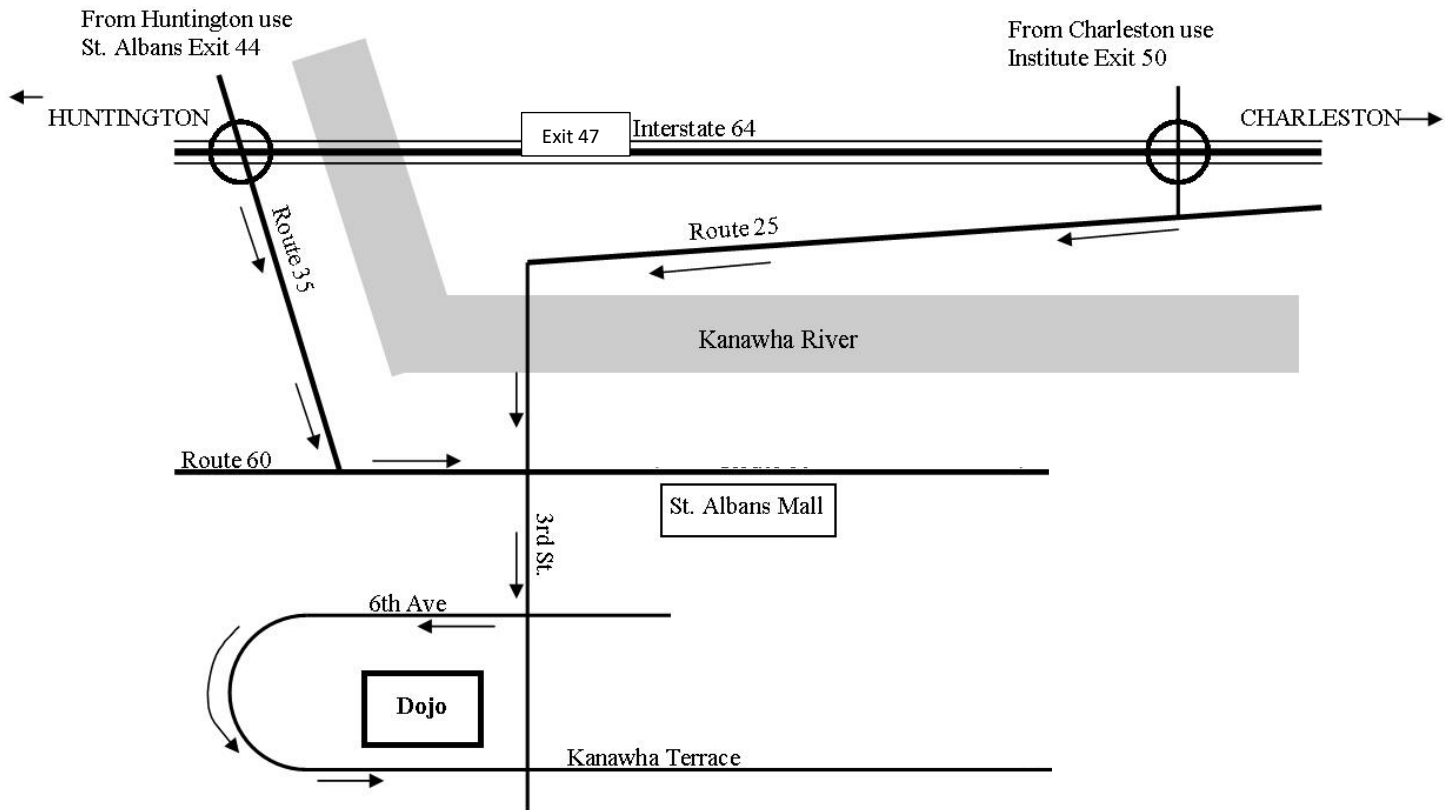 From Huntington use
St. Albans Exit 44
From Charleston use
Institute Exit 50
HUNTINGTON
Exit 47
Interstate 64
CHARLESTON
Route 35
Route 25
Kanawha River
Route 60
St. Albans Mall
3rd St.
6th Ave
Dojo
Kanawha Terrace